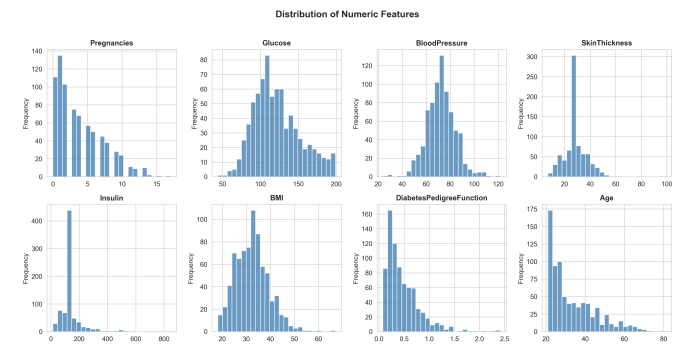 Distribution of Numeric Features
Pregnancies
Glucose
BloodPressure
SkinThickness
Frequency
140
120
100
80
60
40
20
0
0 5 10 15
Frequency
80
70
60
50
40
30
20
10
0
50 100 150 200
Frequency
120
100
80
60
40
20
0
20 40 60 80 100 120
Frequency
300
250
200
150
100
50
0
20 40 60 80 100
Insulin
BMI
DiabetesPedigreeFunction
Age
Frequency
400
300
200
100
0
0 200 400 600 800
Frequency
100
80
60
40
20
0
20 30 40 50 60
Frequency
160
140
120
100
80
60
40
20
0
0.0 0.5 1.0 1.5 2.0 2.5
Frequency
175
150
125
100
75
50
25
0
20 40 60 80